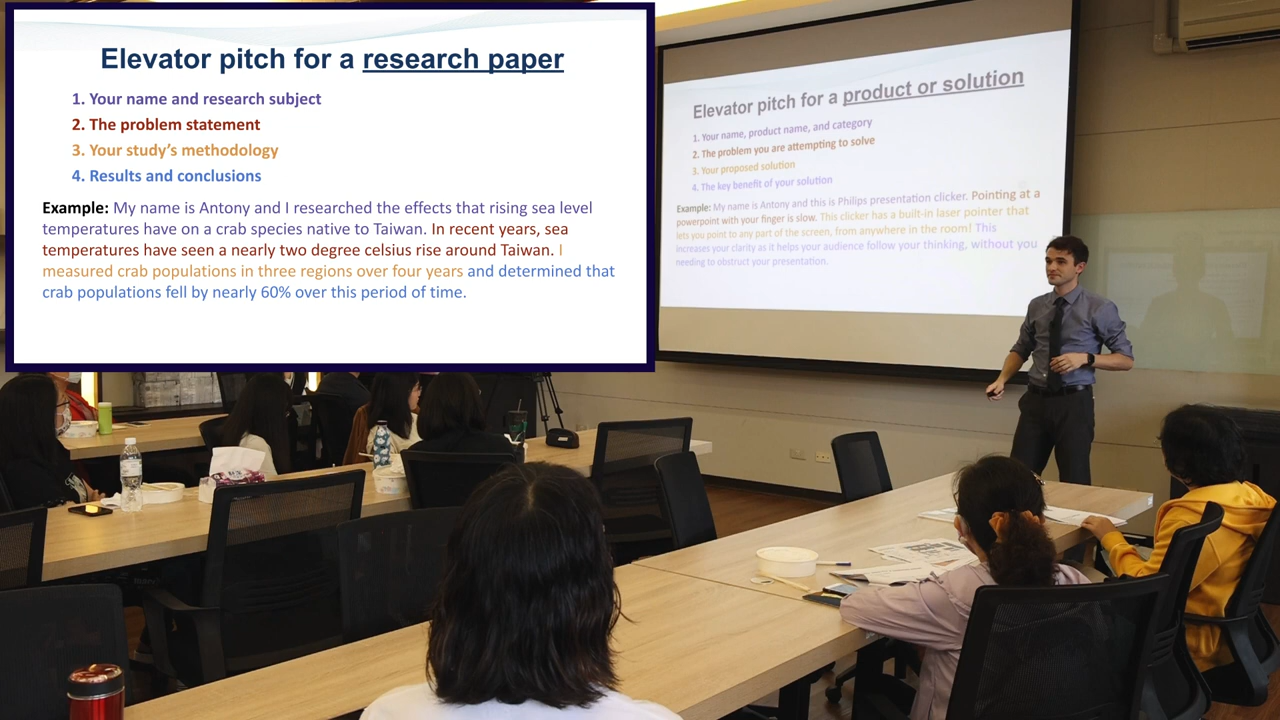 Elevator pitch for a research paper
1. Your name and research subject
2. The problem statement
3. Your study's methodology
4. Results and conclusions
Example: My name is Antony and I researched the effects that rising sea level
temperatures have on a crab species native to Taiwan. In recent years, sea
temperatures have seen a nearly two degree celsius rise around Taiwan. I
measured crab populations in three regions over four years and determined that
crab populations fell by nearly 60% over this period of time.
Elevator pitch for a product or solution
1. Your name, product name, and category
2. The problem you are attempting to solve
3. Your proposed solution
4. The key benefit of your solution
Example: My name is Antony and this is Philips presentation clicker. Pointing at a
powerpoint with your finger is slow. This clicker has a built-in laser pointer that
lets you point to any part of the screen, from anywhere in the room! This
increases your clarity as it helps your audience follow your thinking, without you
needing to obstruct your presentation.